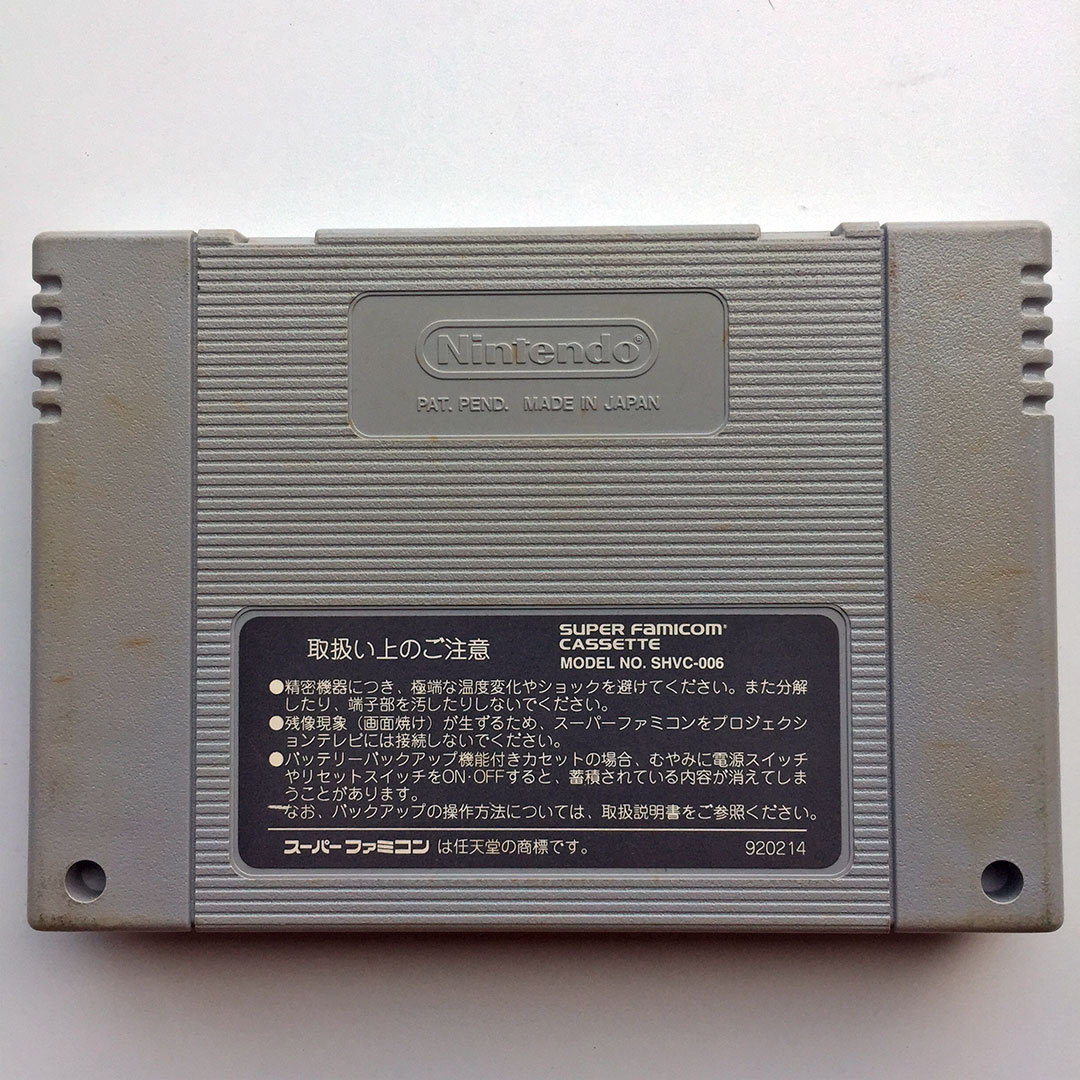 Nintendo®
PAT. PEND. MADE IN JAPAN
取扱い上のご注意
SUPER FAMICOM®
CASSETTE
MODEL NO. SHVC-006
●精密機器につき、極端な温度変化やショックを避けてください。また分解
したり、端子部を汚したりしないでください。
●残像現象（画面焼け）が生ずるため、スーパーファミコンをプロジェクシ
ョンテレビには接続しないでください。
●バッテリーバックアップ機能付きカセットの場合、むやみに電源スイッチ
やリセットスイッチをON·OFFすると、蓄積されている内容が消えてしま
うことがあります。
なお、バックアップの操作方法については、取扱説明書をご参照ください。
スーパーファミコン は任天堂の商標です。 920214